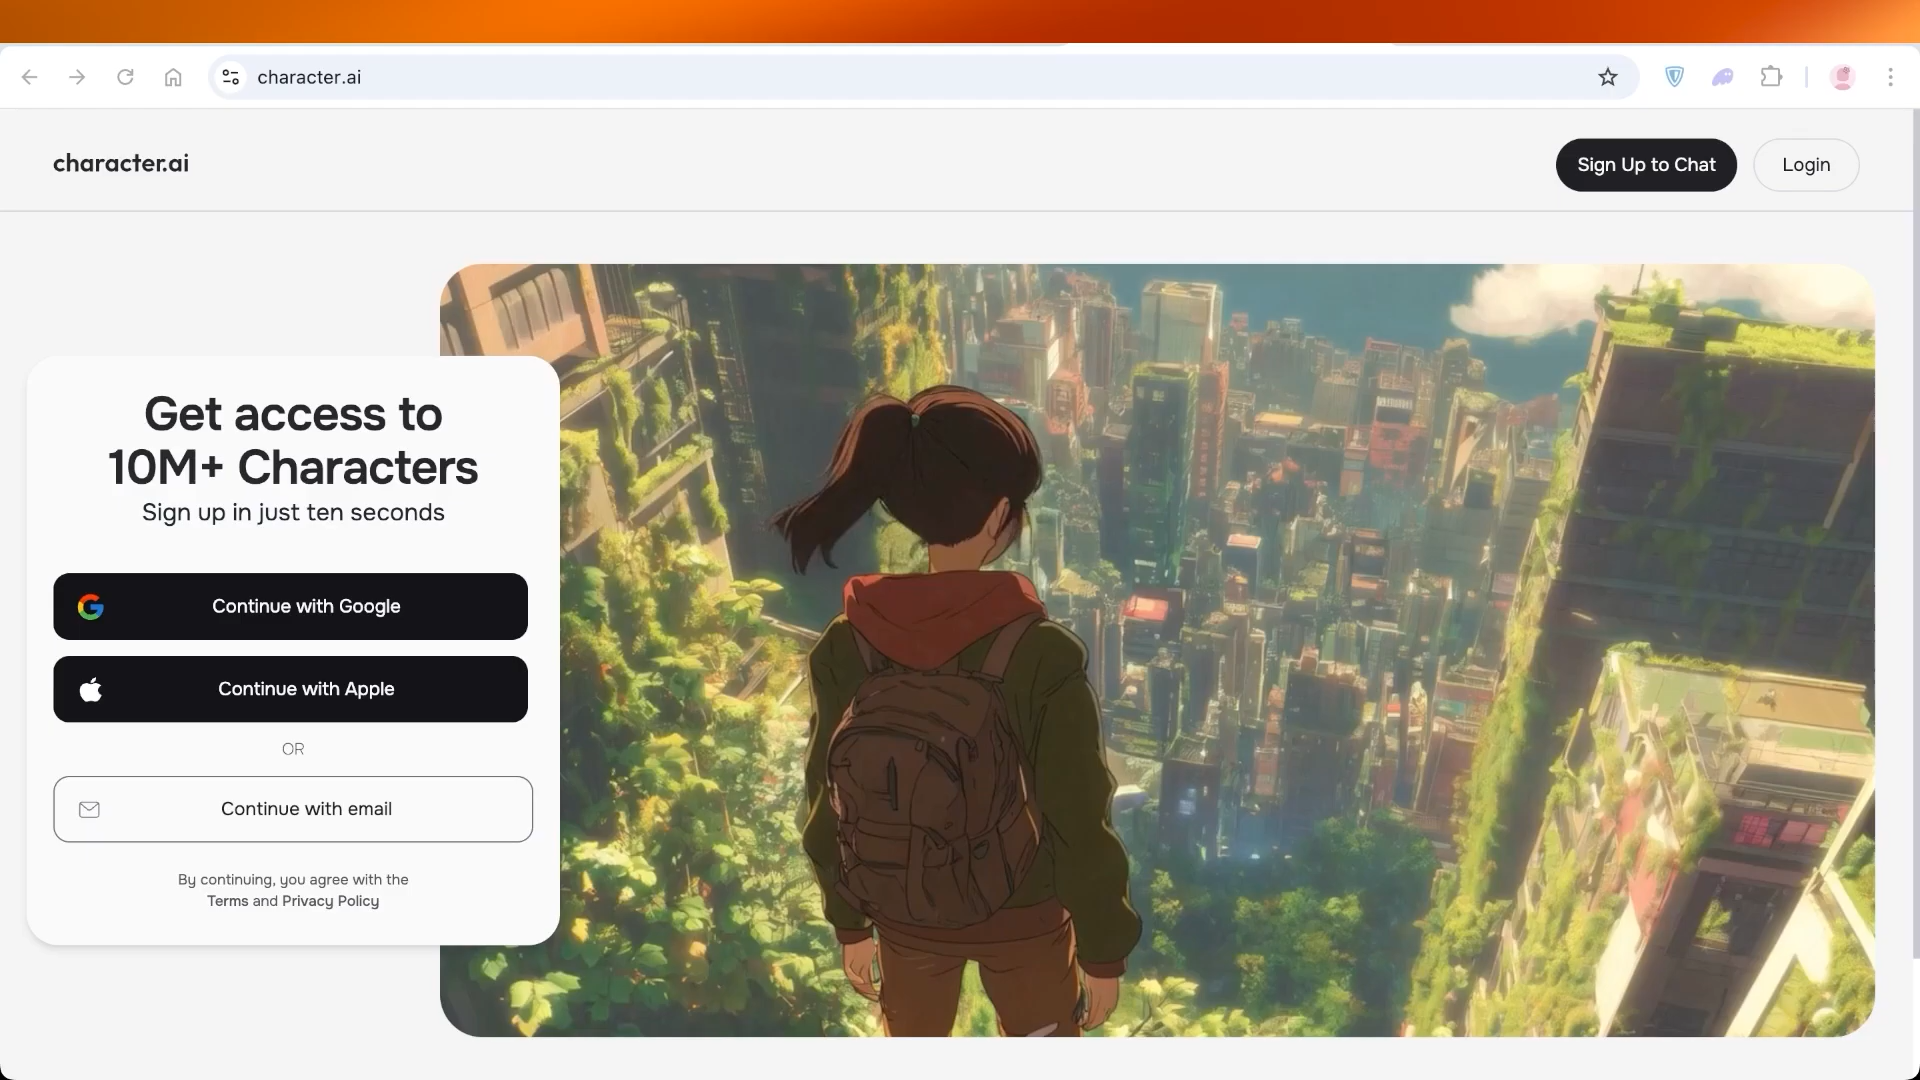 character.ai
character.ai
Sign Up to Chat
Login
Get access to
10M+ Characters
Sign up in just ten seconds
Continue with Google
Continue with Apple
OR
Continue with email
By continuing, you agree with the
Terms and Privacy Policy